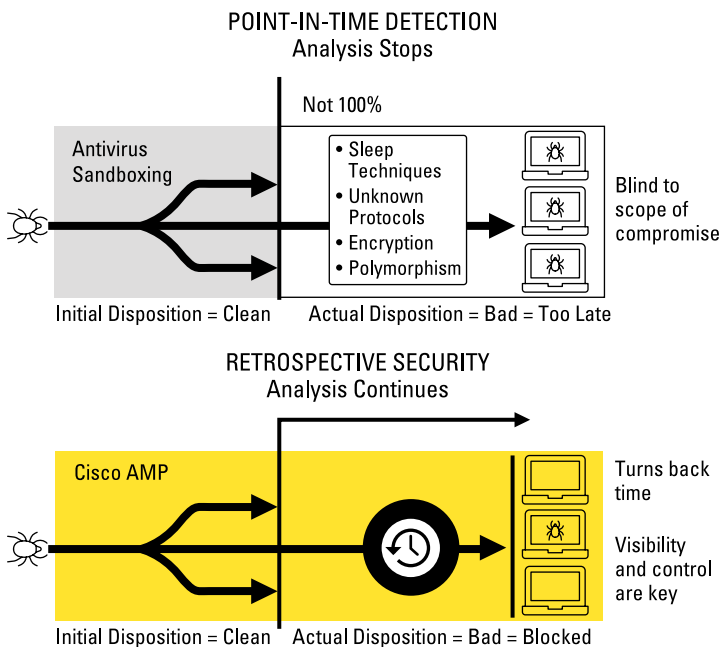 POINT-IN-TIME DETECTION
Analysis Stops
Not 100%
Antivirus
Sandboxing
• Sleep
Techniques
• Unknown
Protocols
• Encryption
• Polymorphism
Blind to
scope of
compromise
Initial Disposition = Clean
Actual Disposition = Bad = Too Late
RETROSPECTIVE SECURITY
Analysis Continues
Cisco AMP
Turns back
time
Visibility
and control
are key
Initial Disposition = Clean
Actual Disposition = Bad = Blocked